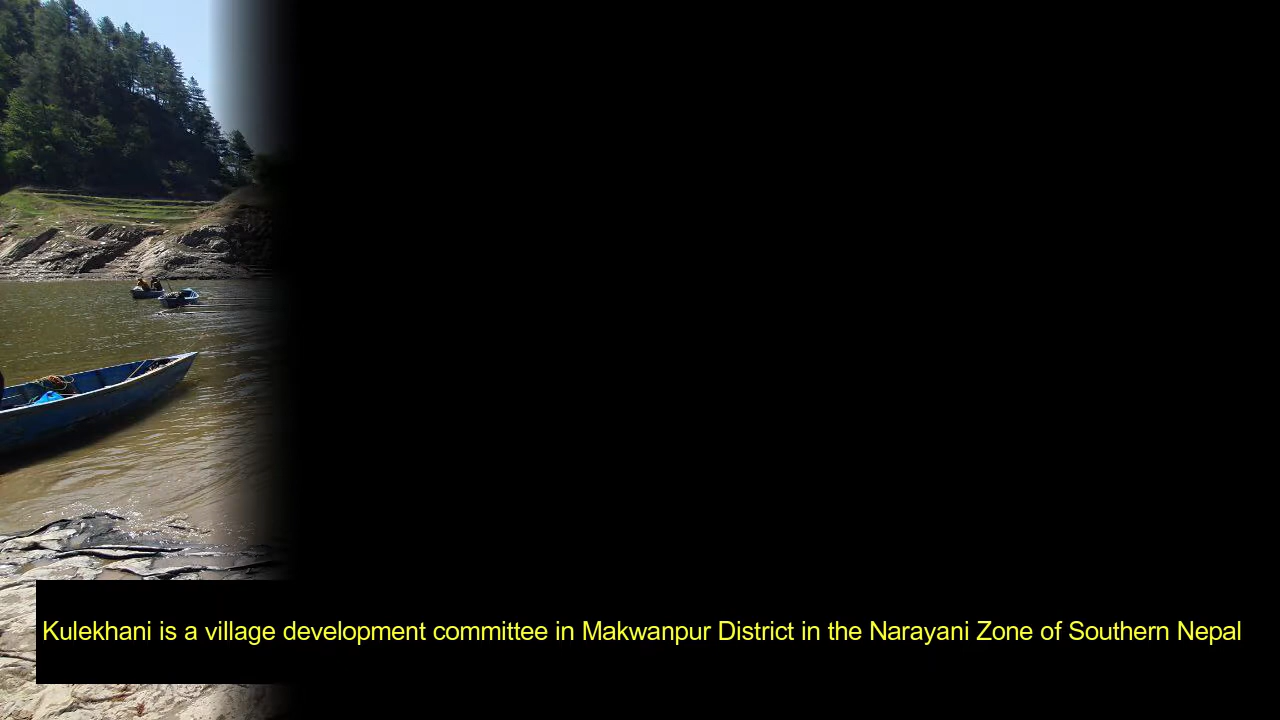 Kulekhani is a village development committee in Makwanpur District in the Narayani Zone of Southern Nepal